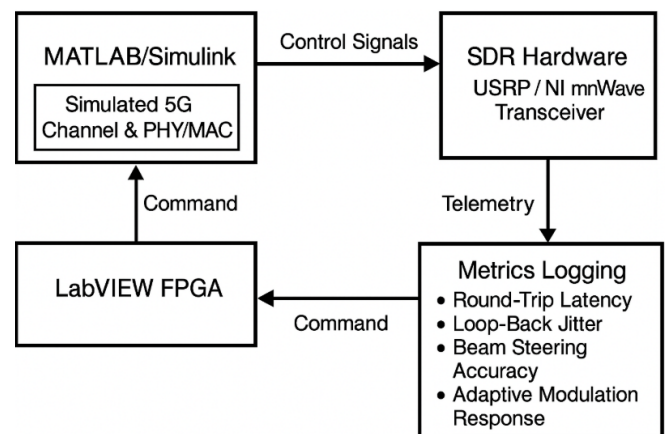 MATLAB/Simulink
Simulated 5G
Channel & PHY/MAC
Control Signals
SDR Hardware
USRP / NI mnWave
Transceiver
Command
Telemetry
LabVIEW FPGA
Command
Metrics Logging
• Round-Trip Latency
• Loop-Back Jitter
• Beam Steering
Accuracy
• Adaptive Modulation
Response